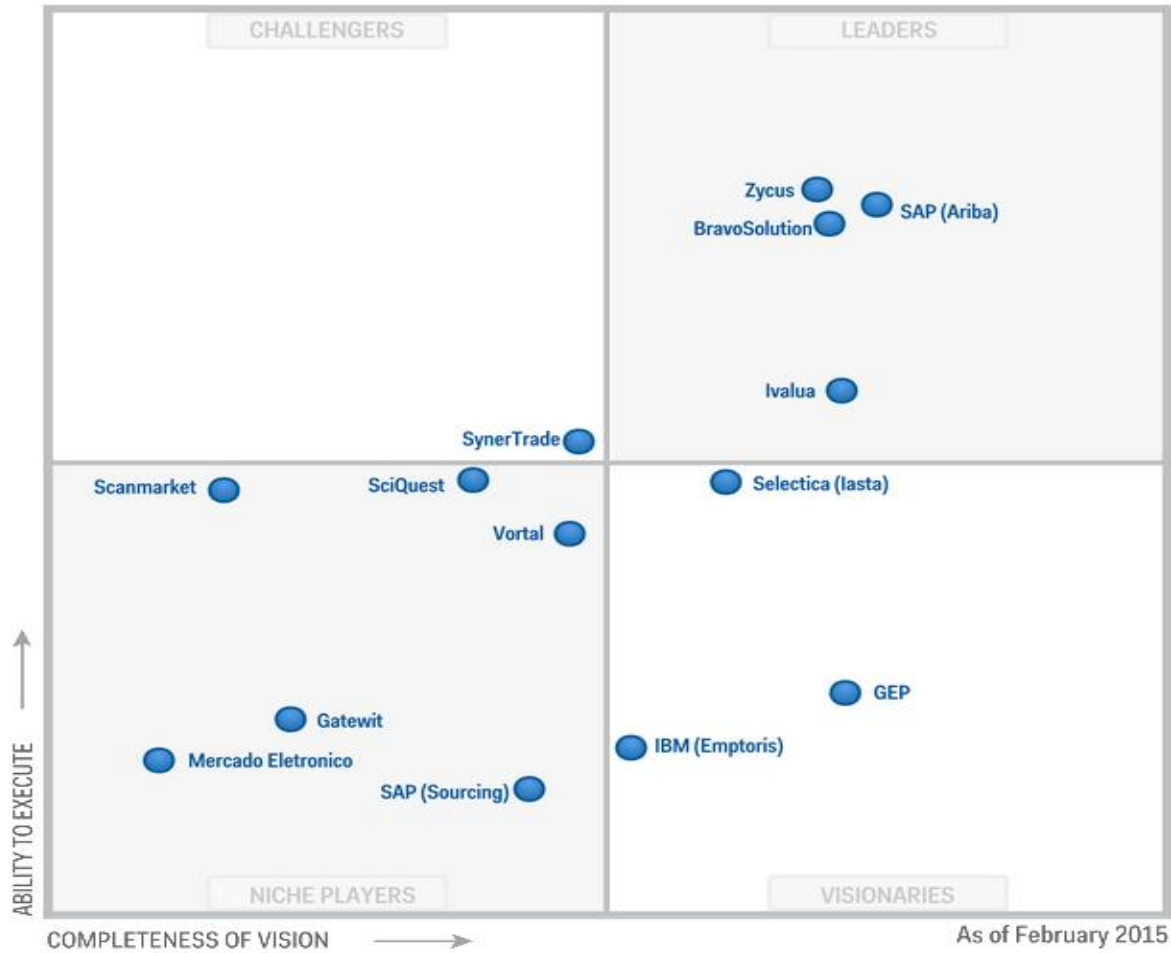 CHALLENGERS
LEADERS
Zycus
SAP (Ariba)
BravoSolution
Ivalua
SynerTrade
Scanmarket
SciQuest
Selectica (Iasta)
Vortal
GEP
Gatewit
IBM (Emptoris)
Mercado Eletronico
SAP (Sourcing)
ABILITY TO EXECUTE
NICHE PLAYERS
VISIONARIES
COMPLETENESS OF VISION
As of February 2015